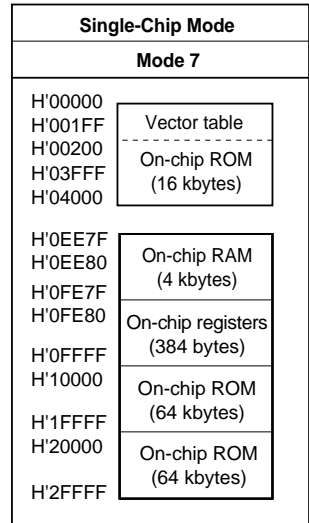 Single-Chip Mode
Mode 7
H'00000
H'001FF
H'00200
H'03FFF
H'04000
Vector table
On-chip ROM
(16 kbytes)
H'0EE7F
H'0EE80
H'0FE7F
H'0FE80
H'0FFFF
H'10000
H'1FFFF
H'20000
H'2FFFF
On-chip RAM
(4 kbytes)
On-chip registers
(384 bytes)
On-chip ROM
(64 kbytes)
On-chip ROM
(64 kbytes)